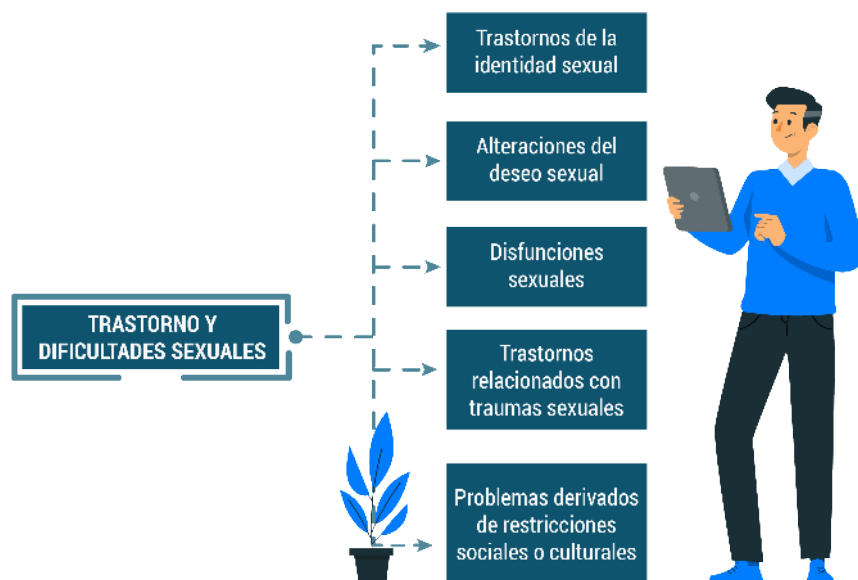 Trastornos de la
identidad sexual
Alteraciones del
deseo sexual
Disfunciones
sexuales
TRASTORNO Y
DIFICULTADES SEXUALES
Trastornos
relacionados con
traumas sexuales
Problemas derivados
de restricciones
sociales o culturales